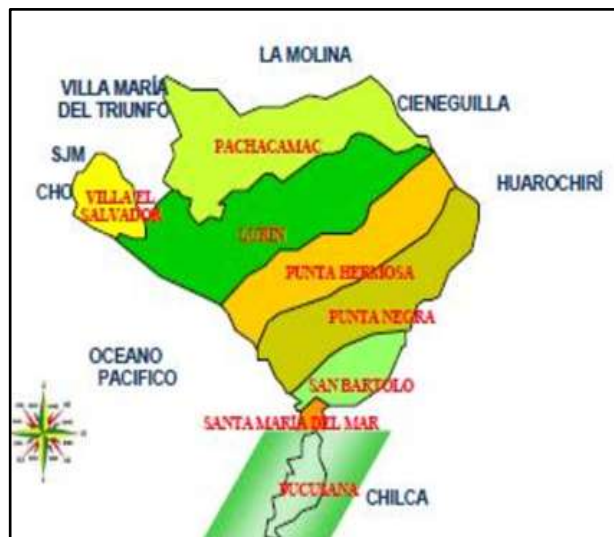 LA MOLINA
VILLA MARÍA
DEL TRIUNFO
CIENEGUILLA
PACHACAMAC
SJM
CHO
VILLA EL
SALVADOR
HUAROCHIRÍ
LURIN
PUNTA HERMOSA
PUNTA NEGRA
OCEANO
PACIFICO
SAN BARTOLO
SANTA MARÍA DEL MAR
PUCUSANA
CHILCA